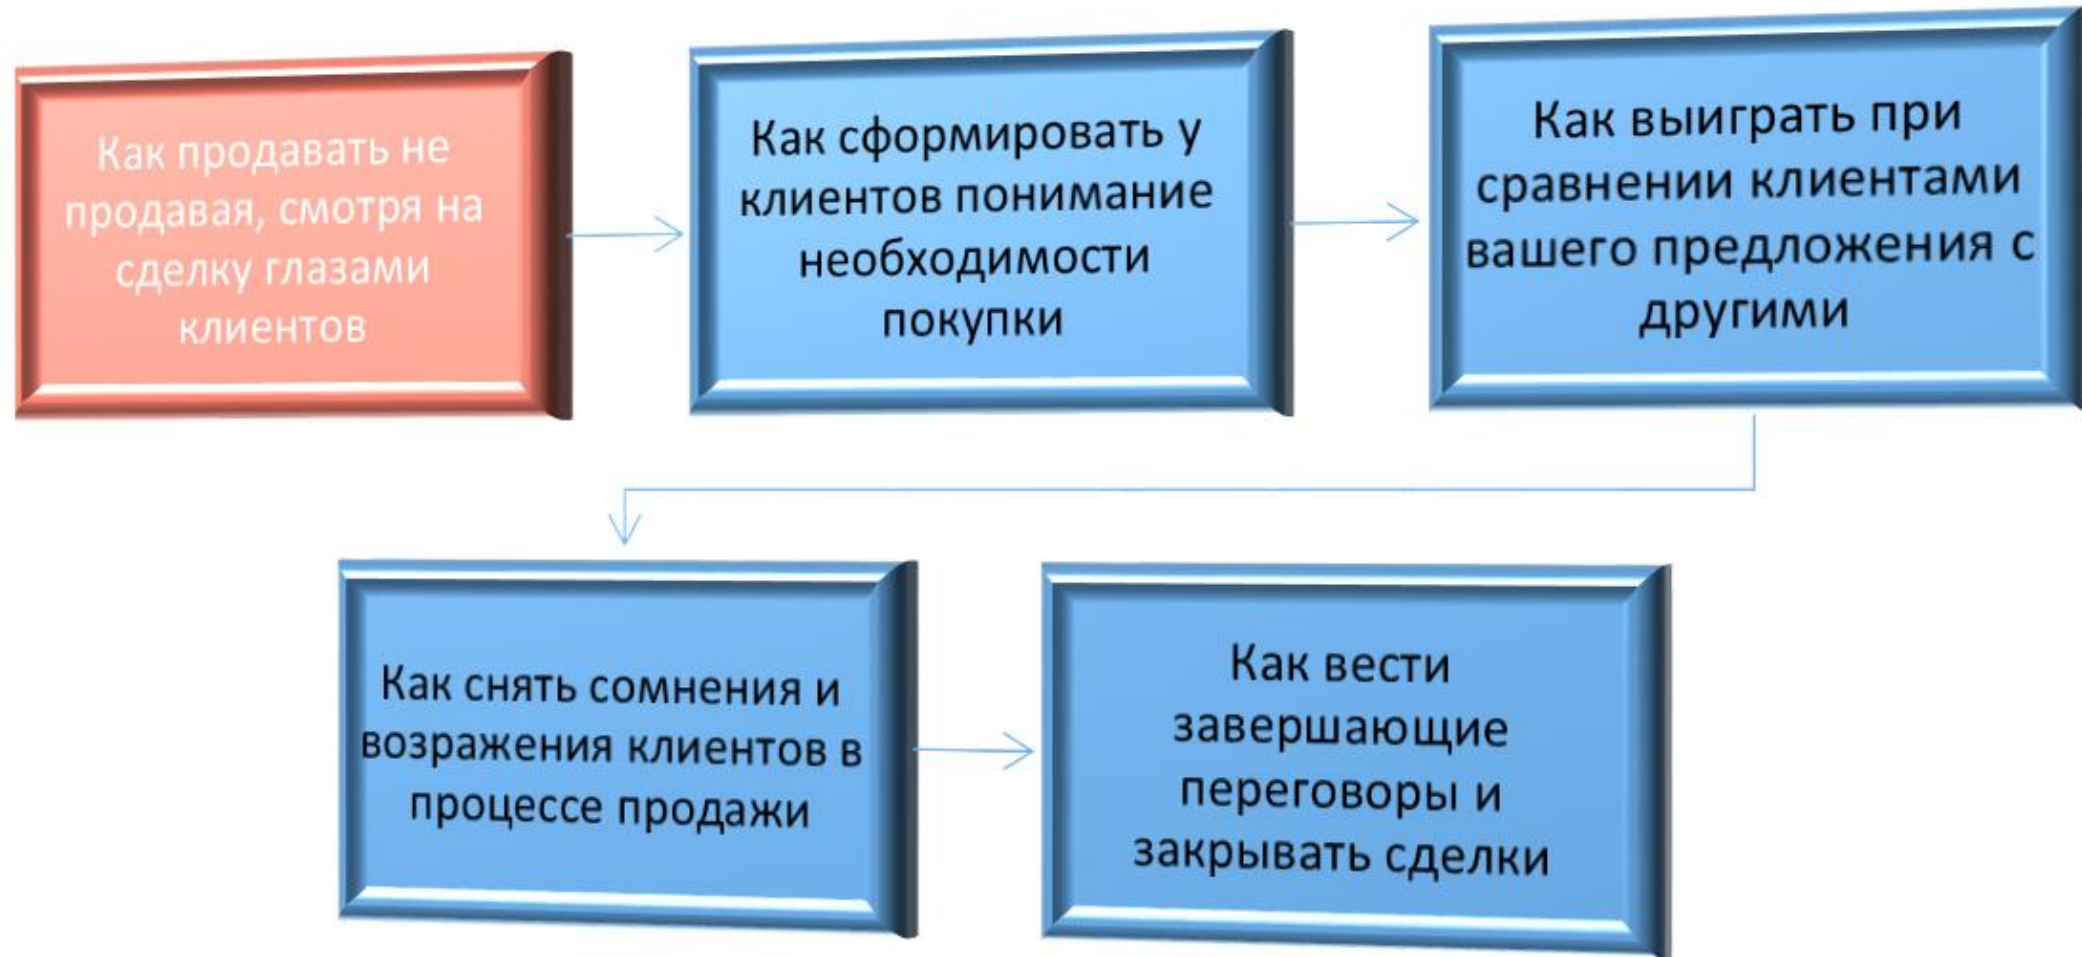 Как продавать не
продавая, смотря на
сделку глазами
клиентов
Как сформировать у
клиентов понимание
необходимости
покупки
Как выиграть при
сравнении клиентами
вашего предложения с
другими
Как снять сомнения и
возражения клиентов в
процессе продажи
Как вести
завершающие
переговоры и
закрывать сделки